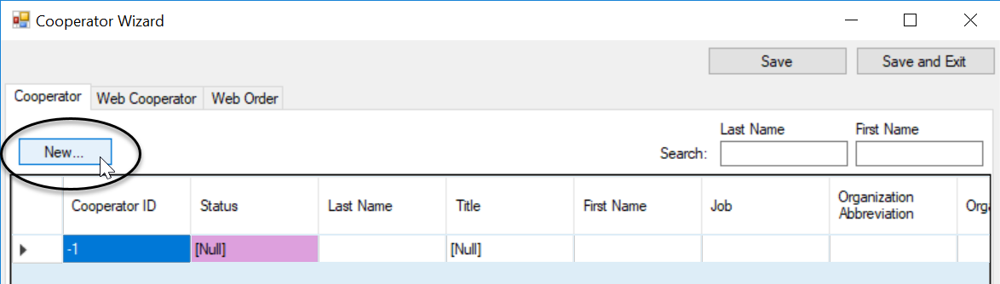 Cooperator Wizard
Save Save and Exit
Cooperator Web Cooperator Web Order
Last Name First Name
New... Search:
Cooperator ID Status Last Name Title First Name Job Organization Abbreviation Orga
-1 [Null] [Null]